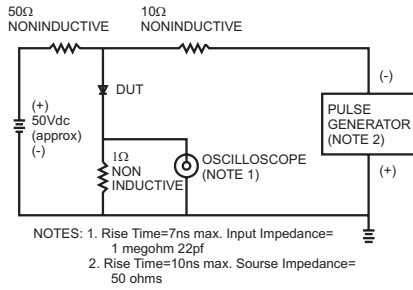 50Ω
NONINDUCTIVE
10Ω
NONINDUCTIVE
(+)
50Vdc
(approx)
(-)
DUT
1Ω
NON
INDUCTIVE
OSCILLOSCOPE
(NOTE 1)
(-)
PULSE
GENERATOR
(NOTE 2)
(+)
NOTES: 1. Rise Time=7ns max. Input Impedance=
1 megohm 22pf
2. Rise Time=10ns max. Sourse Impedance=
50 ohms